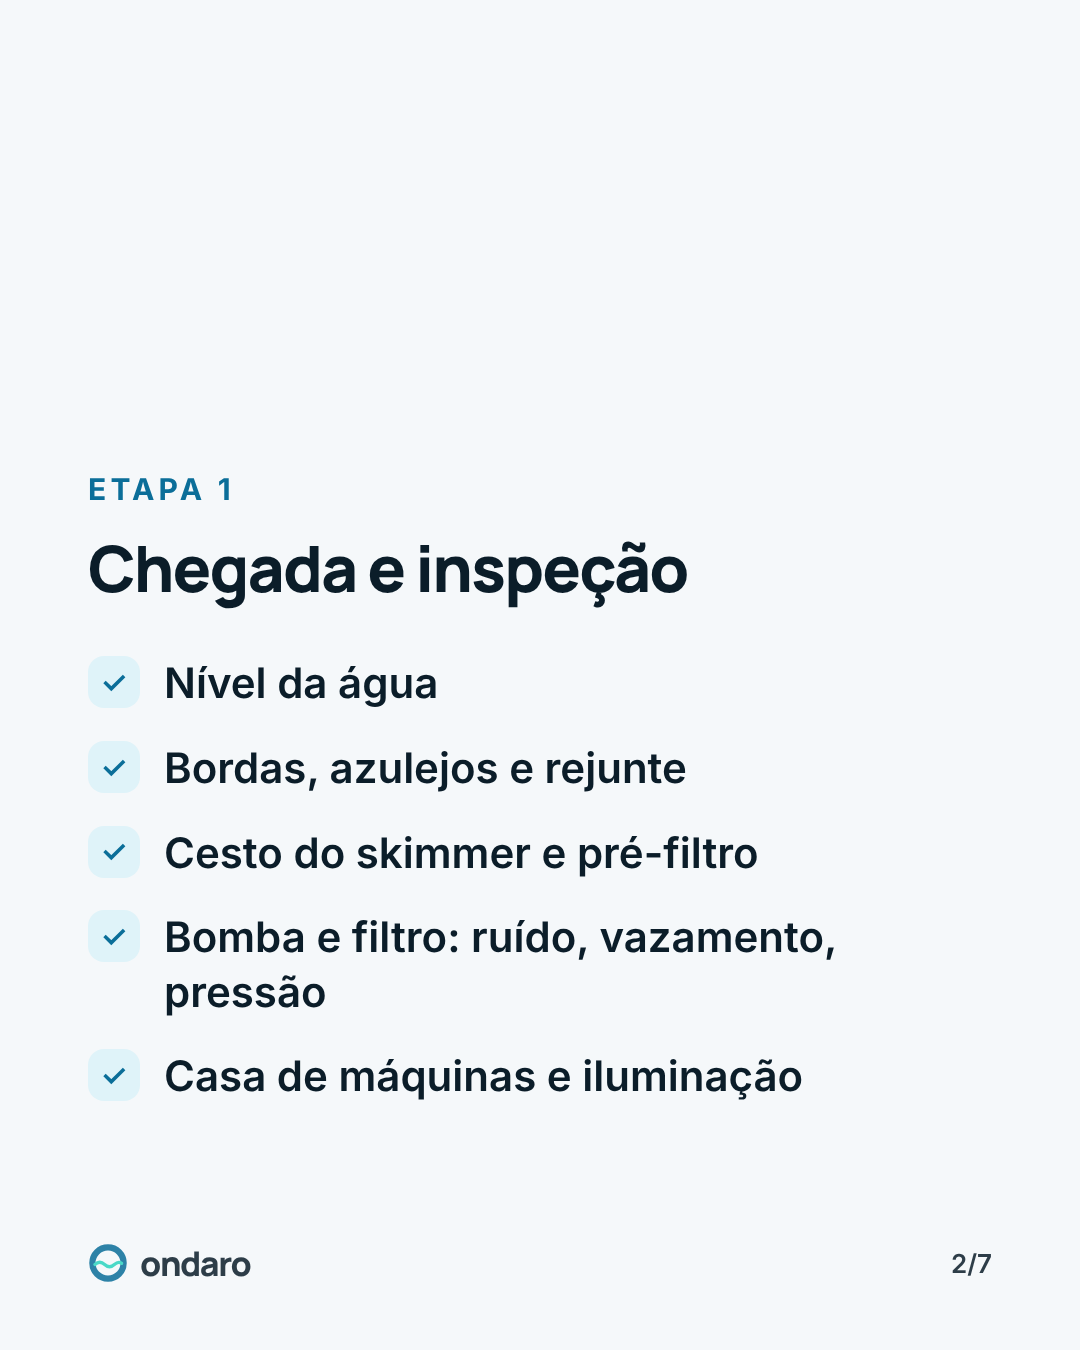 ETAPA 1
Chegada e inspeção
Nível da água
Bordas, azulejos e rejunte
Cesto do skimmer e pré-filtro
Bomba e filtro: ruído, vazamento,
pressão
Casa de máquinas e iluminação
ondaro
2/7